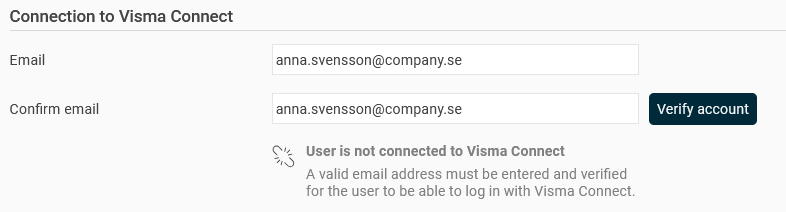 Connection to Visma Connect
Email
anna.svensson@company.se
Confirm email
anna.svensson@company.se
Verify account
User is not connected to Visma Connect
A valid email address must be entered and verified
for the user to be able to log in with Visma Connect.